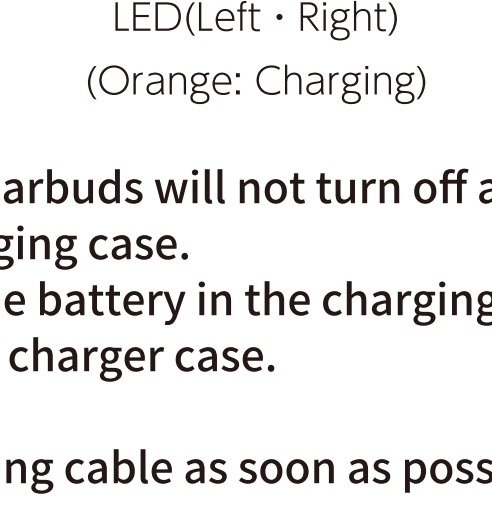 LED(Left・Right)
(Orange: Charging)
arbuds will not turn off a
ging case.
e battery in the charging
charger case.
ng cable as soon as poss